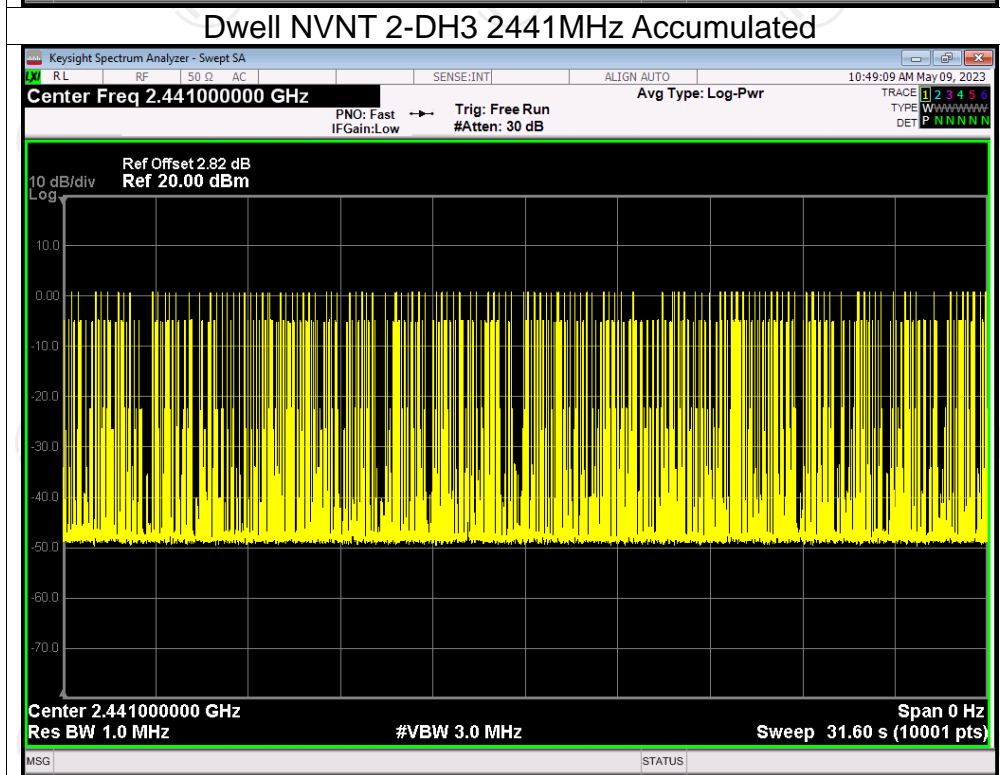 Dwell NVNT 2-DH3 2441MHz Accumulated
Keysight Spectrum Analyzer - Swept SA
LXI RL RF 50 Ω AC SENSE:INT ALIGN AUTO 10:49:09 AM May 09, 2023
Center Freq 2.441000000 GHz Avg Type: Log-Pwr TRACE 1 2 3 4 5 6
PNO: Fast Trig: Free Run TYPE WWWWWW
IFGain:Low #Atten: 30 dB DET P N N N N N
Ref Offset 2.82 dB
10 dB/div Ref 20.00 dBm
Log
10.0
0.00
-10.0
-20.0
-30.0
-40.0
-50.0
-60.0
-70.0
Center 2.441000000 GHz Span 0 Hz
Res BW 1.0 MHz #VBW 3.0 MHz Sweep 31.60 s (10001 pts)
MSG STATUS